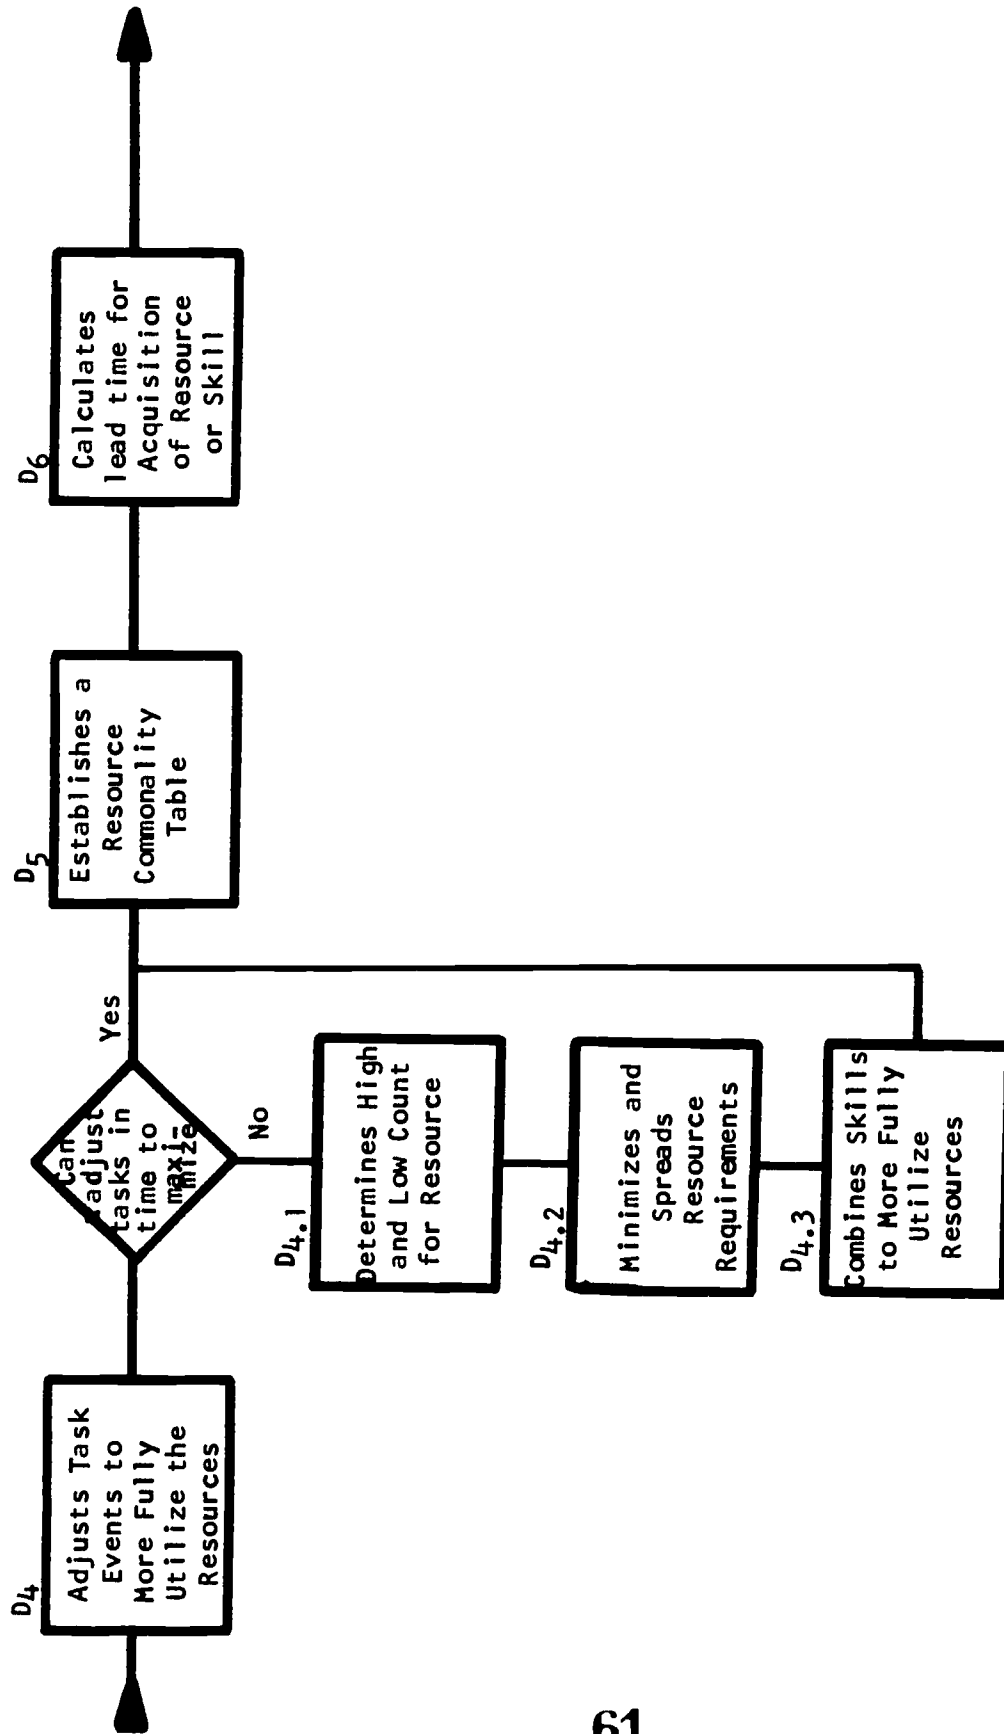 D4
Adjusts Task
Events to
More Fully
Utilize the
Resources
Can
adjust
tasks in
time to
maxi-
mize
Yes
No
D4.1
Determines High
and Low Count
for Resource
D4.2
Minimizes and
Spreads
Resource
Requirements
D4.3
Combines Skills
to More Fully
Utilize
Resources
D5
Establishes a
Resource
Commonality
Table
D6
Calculates
lead time for
Acquisition
of Resource
or Skill
61